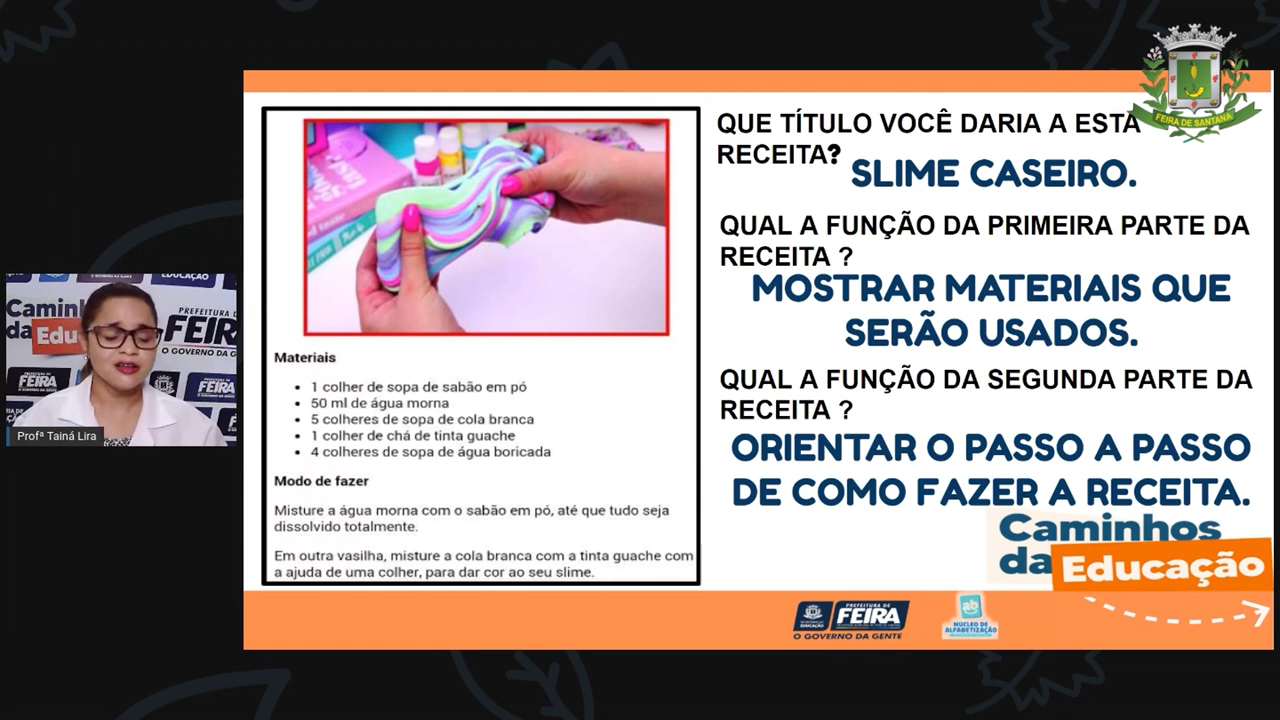 FEIRA DE SANTANA
QUE TÍTULO VOCÊ DARIA A ESTA
RECEITA?
SLIME CASEIRO.
QUAL A FUNÇÃO DA PRIMEIRA PARTE DA
RECEITA ?
MOSTRAR MATERIAIS QUE
SERÃO USADOS.
QUAL A FUNÇÃO DA SEGUNDA PARTE DA
RECEITA ?
ORIENTAR O PASSO A PASSO
DE COMO FAZER A RECEITA.
Materiais
• 1 colher de sopa de sabão em pó
• 50 ml de água morna
• 5 colheres de sopa de cola branca
• 1 colher de chá de tinta guache
• 4 colheres de sopa de água boricada
Modo de fazer
Misture a água morna com o sabão em pó, até que tudo seja
dissolvido totalmente.
Em outra vasilha, misture a cola branca com a tinta guache com
a ajuda de uma colher, para dar cor ao seu slime.
Caminhos
da Educação
PREFEITURA DE
FEIRA
O GOVERNO DA GENTE
NÚCLEO DE
ALFABETIZAÇÃO
EDUCAÇÃO
Caminh
da Edu
PREFEITURA D
FEIR
O GOVERNO DA G
FEIRA
FEIRA
Profª Tainá Lira